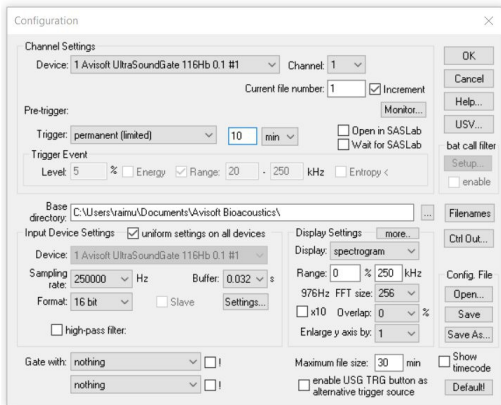 Configuration
Channel Settings
Device: 1 Avisoft UltraSoundGate 116Hb 0.1 #1 Channel: 1
Current file number: 1 Increment
Pre-trigger: Monitor...
Trigger: permanent (limited) 10 min Open in SASLab
Wait for SASLab
Trigger Event
Level: 5 % Energy Range: 20 - 250 kHz Entropy <
OK
Cancel
Help...
USV...
bat call filter
Setup...
enable
Base
directory: C:\Users\raimu\Documents\Avisoft Bioacoustics\ ... Filenames
Input Device Settings uniform settings on all devices
Device: 1 Avisoft UltraSoundGate 116Hb 0.1 #1
Sampling
rate: 250000 Hz Buffer: 0.032 s
Format: 16 bit Slave Settings...
high-pass filter:
Display Settings more..
Display: spectrogram
Range: 0 % 250 kHz
976Hz FFT size: 256
x10 Overlap: 0 %
Enlarge y axis by: 1
Ctrl Out...
Config. File
Open...
Save
Save As...
Gate with: nothing !
nothing !
Maximum file size: 30 min
enable USG TRG button as
alternative trigger source
Show
timecode
Default!